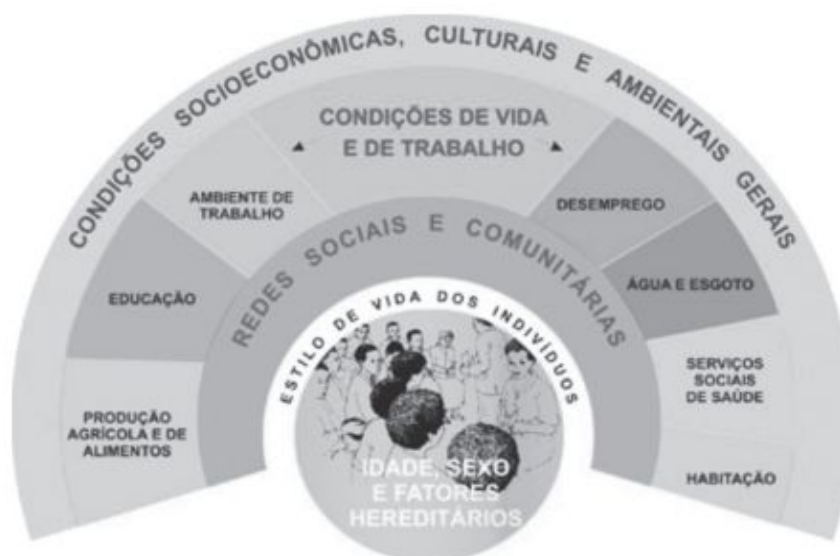 CONDIÇÕES SOCIOECONÔMICAS, CULTURAIS E AMBIENTAIS GERAIS
CONDIÇÕES DE VIDA
E DE TRABALHO
AMBIENTE DE
TRABALHO
DESEMPREGO
EDUCAÇÃO
ÁGUA E ESGOTO
PRODUÇÃO
AGRÍCOLA E DE
ALIMENTOS
SERVIÇOS
SOCIAIS
DE SAÚDE
HABITAÇÃO
REDES SOCIAIS E COMUNITÁRIAS
ESTILO DE VIDA DOS INDIVÍDUOS
IDADE, SEXO
E FATORES
HEREDITÁRIOS